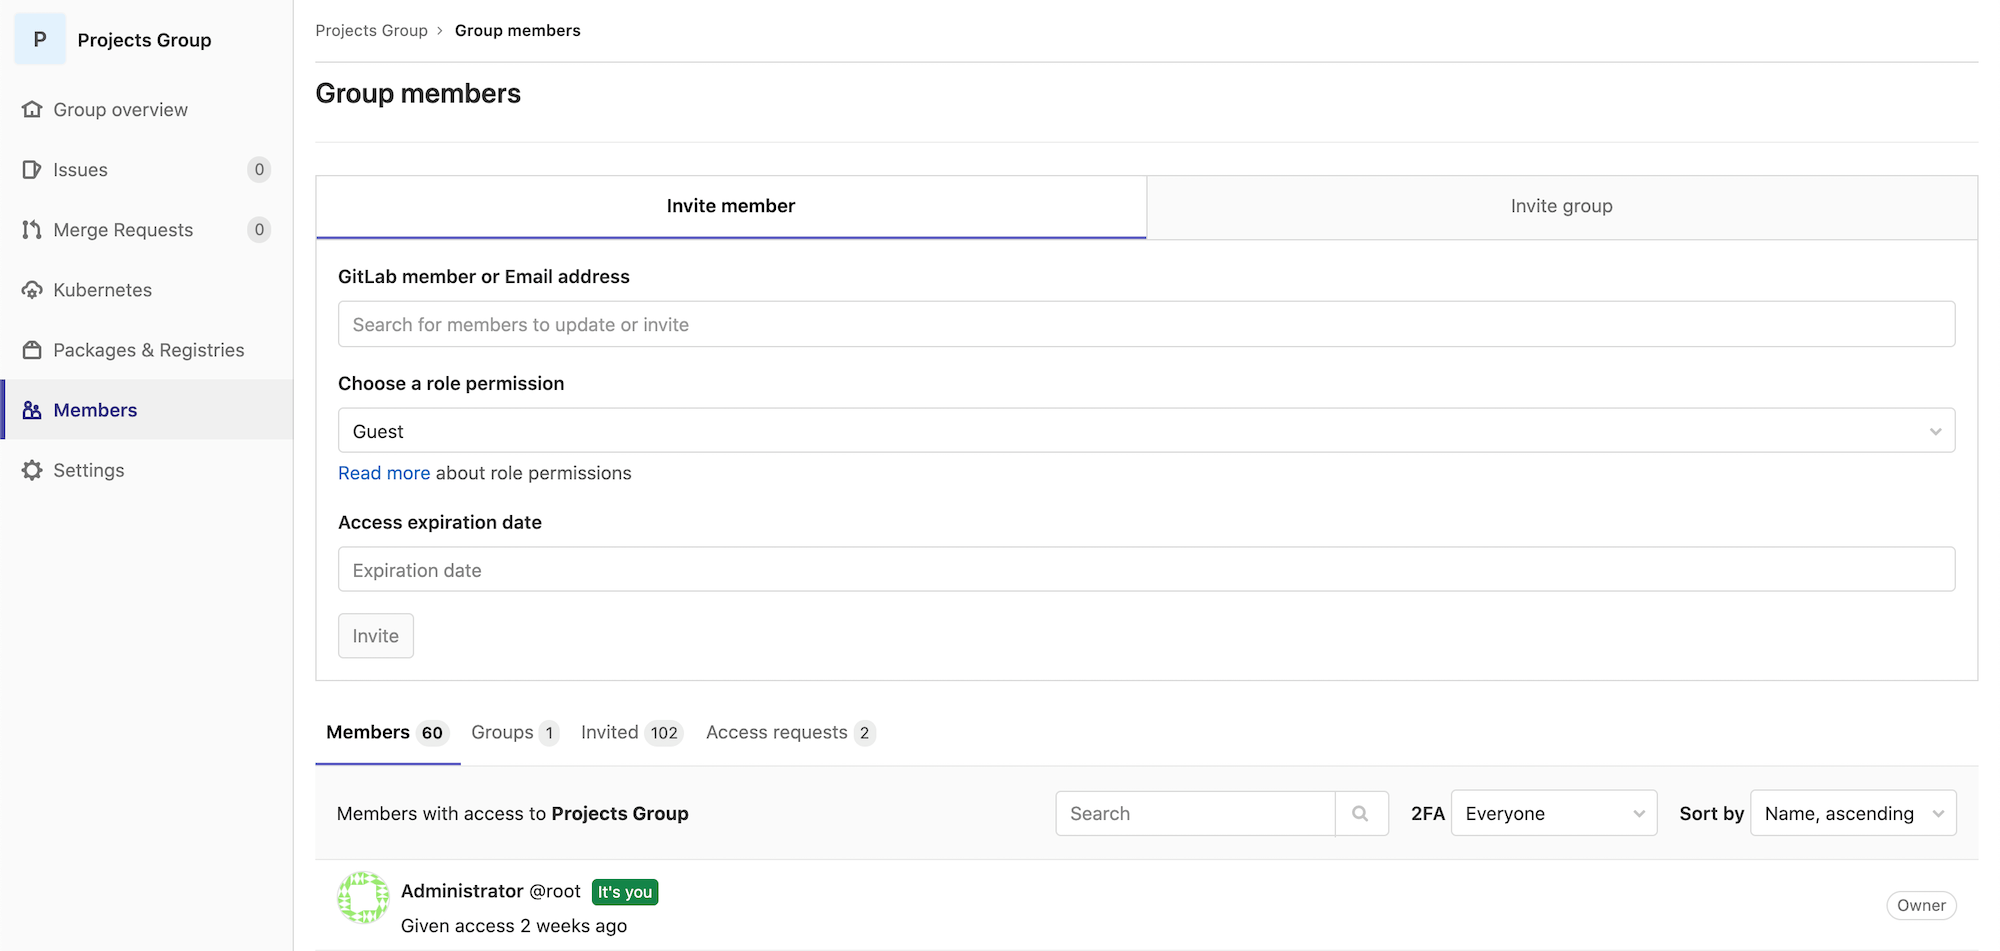 P Projects Group
Group overview
Issues 0
Merge Requests 0
Kubernetes
Packages & Registries
Members
Settings
Projects Group › Group members
Group members
Invite member Invite group
GitLab member or Email address
Search for members to update or invite
Choose a role permission
Guest
Read more about role permissions
Access expiration date
Expiration date
Invite
Members 60 Groups 1 Invited 102 Access requests 2
Members with access to Projects Group Search 2FA Everyone Sort by Name, ascending
Administrator @root It's you
Given access 2 weeks ago
Owner